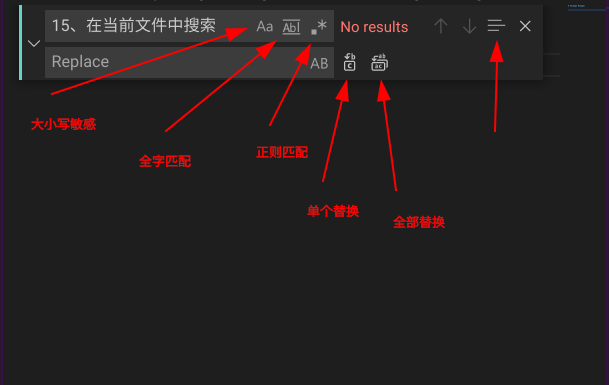 15、在当前文件中搜索 Aa Abl .* No results
Replace AB
大小写敏感
全字匹配
正则匹配
单个替换
全部替换